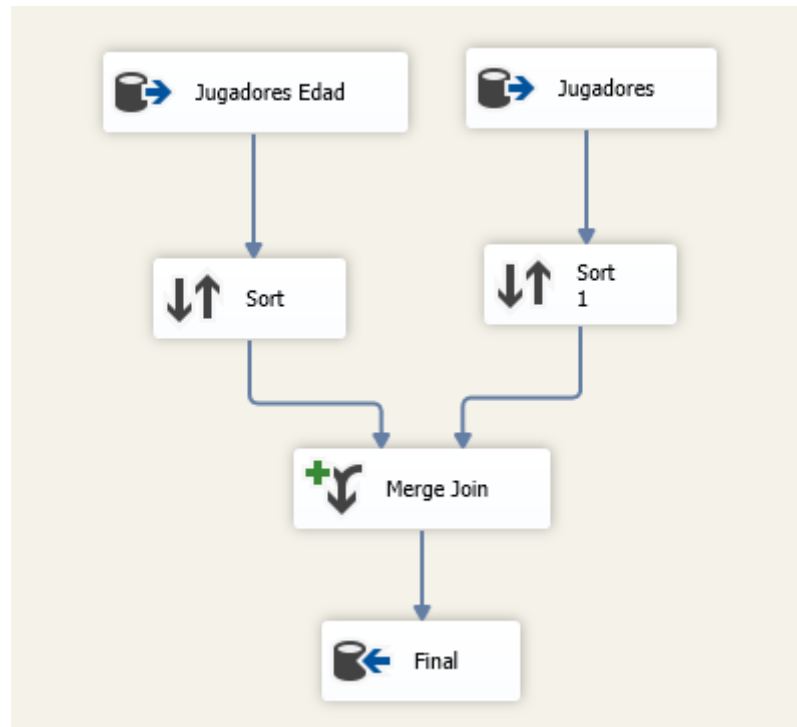 Jugadores Edad
Jugadores
Sort
Sort
1
Merge Join
Final